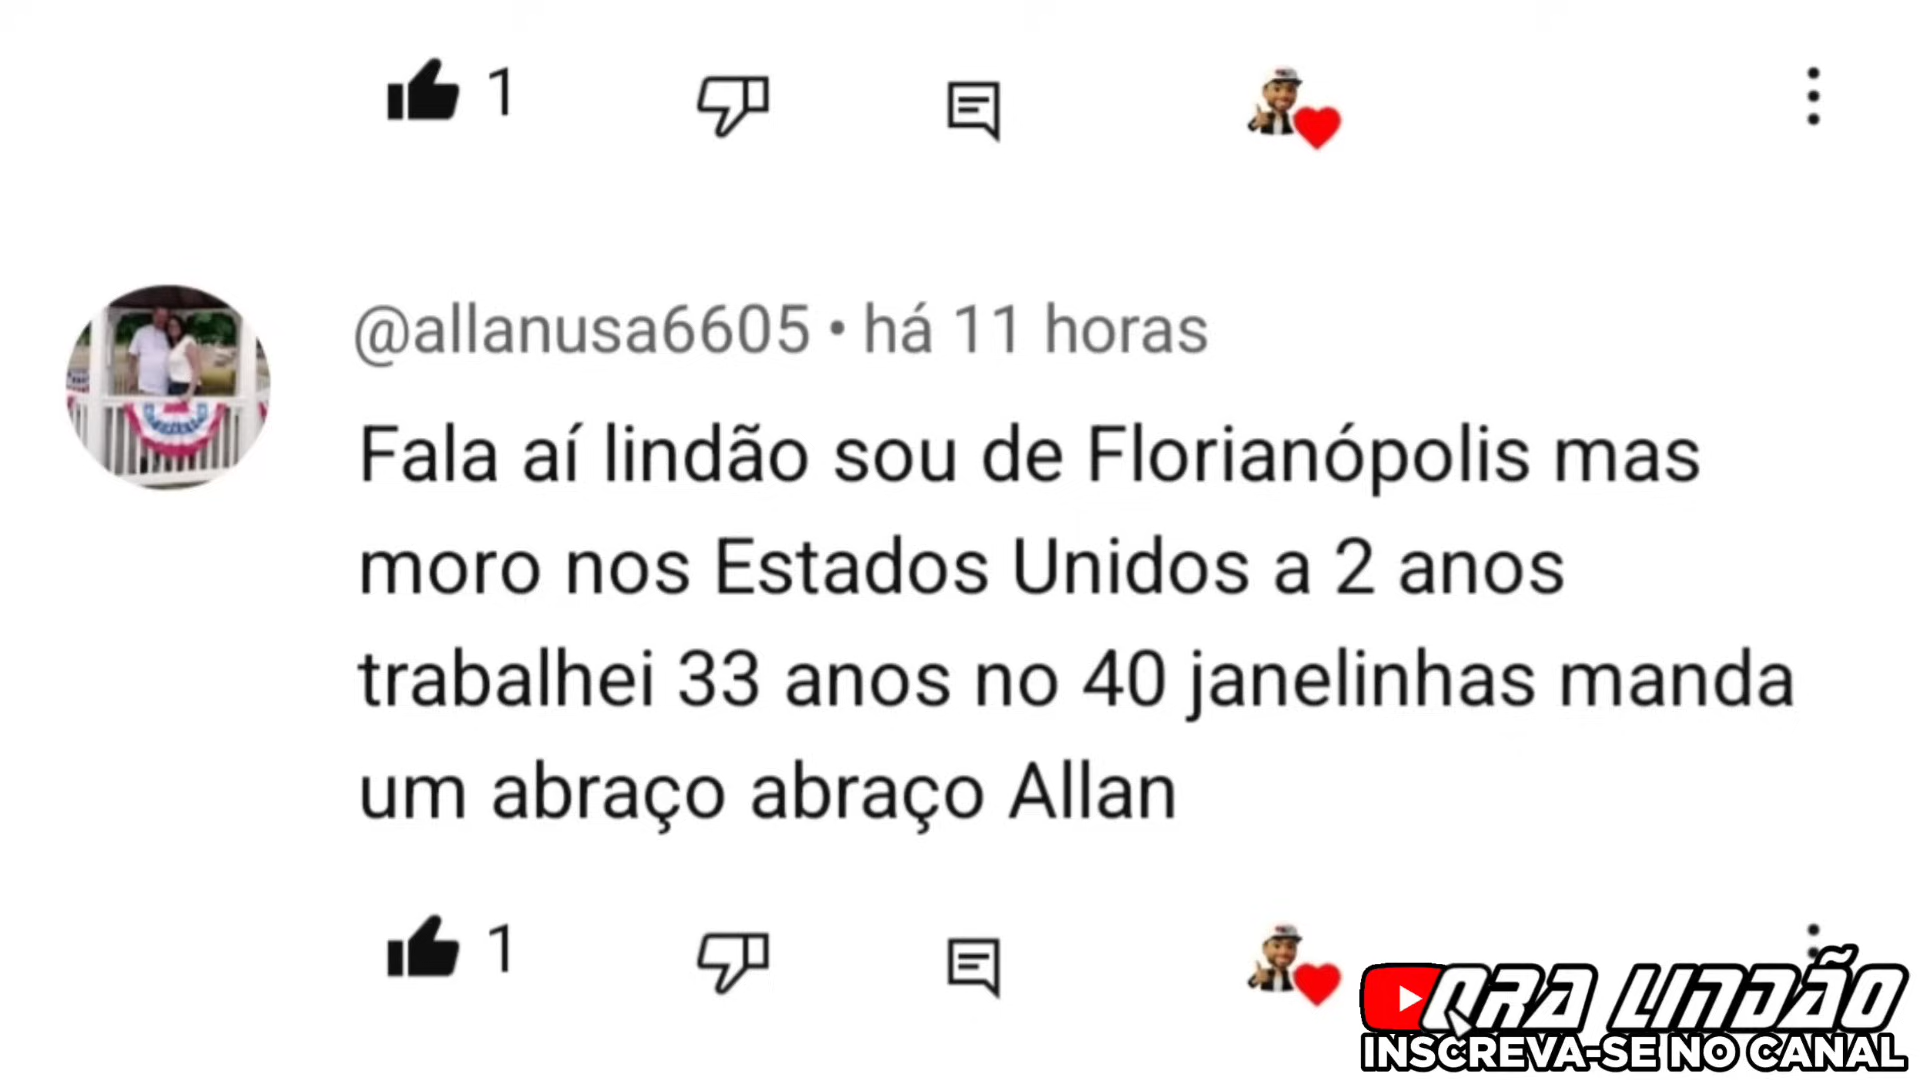 1
@allanusa6605 • há 11 horas
Fala aí lindão sou de Florianópolis mas
moro nos Estados Unidos a 2 anos
trabalhei 33 anos no 40 janelinhas manda
um abraço abraço Allan
1
QRA LINDÃO
INSCREVA-SE NO CANAL